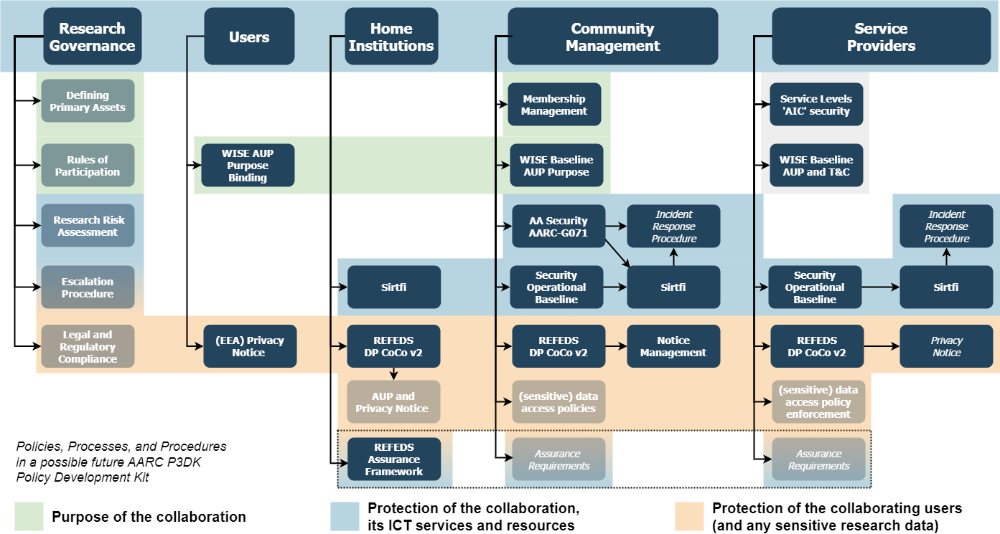 Research
Governance
Users
Home
Institutions
Community
Management
Service
Providers
Defining
Primary Assets
Membership
Management
Service Levels
'AIC' security
Rules of
Participation
WISE AUP
Purpose
Binding
WISE Baseline
AUP Purpose
WISE Baseline
AUP and T&C
Research Risk
Assessment
AA Security
AARC-G071
Incident
Response
Procedure
Incident
Response
Procedure
Escalation
Procedure
Sirtfi
Security
Operational
Baseline
Sirtfi
Security
Operational
Baseline
Sirtfi
Legal and
Regulatory
Compliance
(EEA) Privacy
Notice
REFEDS
DP CoCo v2
REFEDS
DP CoCo v2
Notice
Management
REFEDS
DP CoCo v2
Privacy
Notice
AUP and
Privacy Notice
(sensitive) data
access policies
(sensitive) data
access policy
enforcement
REFEDS
Assurance
Framework
Assurance
Requirements
Assurance
Requirements
Policies, Processes, and Procedures
in a possible future AARC P3DK
Policy Development Kit
Purpose of the collaboration
Protection of the collaboration,
its ICT services and resources
Protection of the collaborating users
(and any sensitive research data)